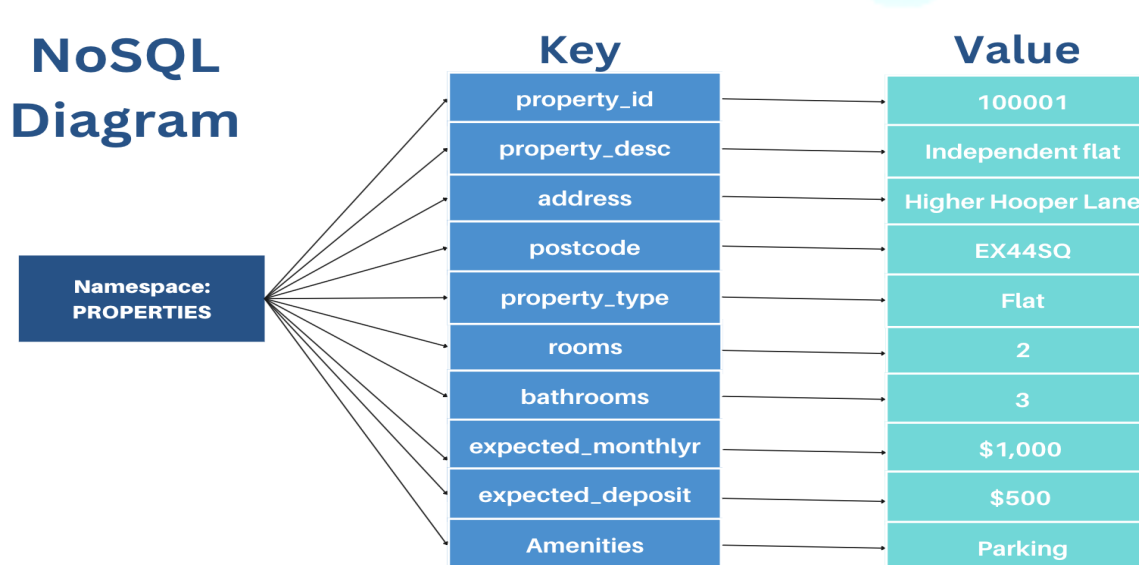 NoSQL
Diagram
Key
Value
Namespace:
PROPERTIES
property_id
100001
property_desc
Independent flat
address
Higher Hooper Lane
postcode
EX44SQ
property_type
Flat
rooms
2
bathrooms
3
expected_monthlyr
$1,000
expected_deposit
$500
Amenities
Parking